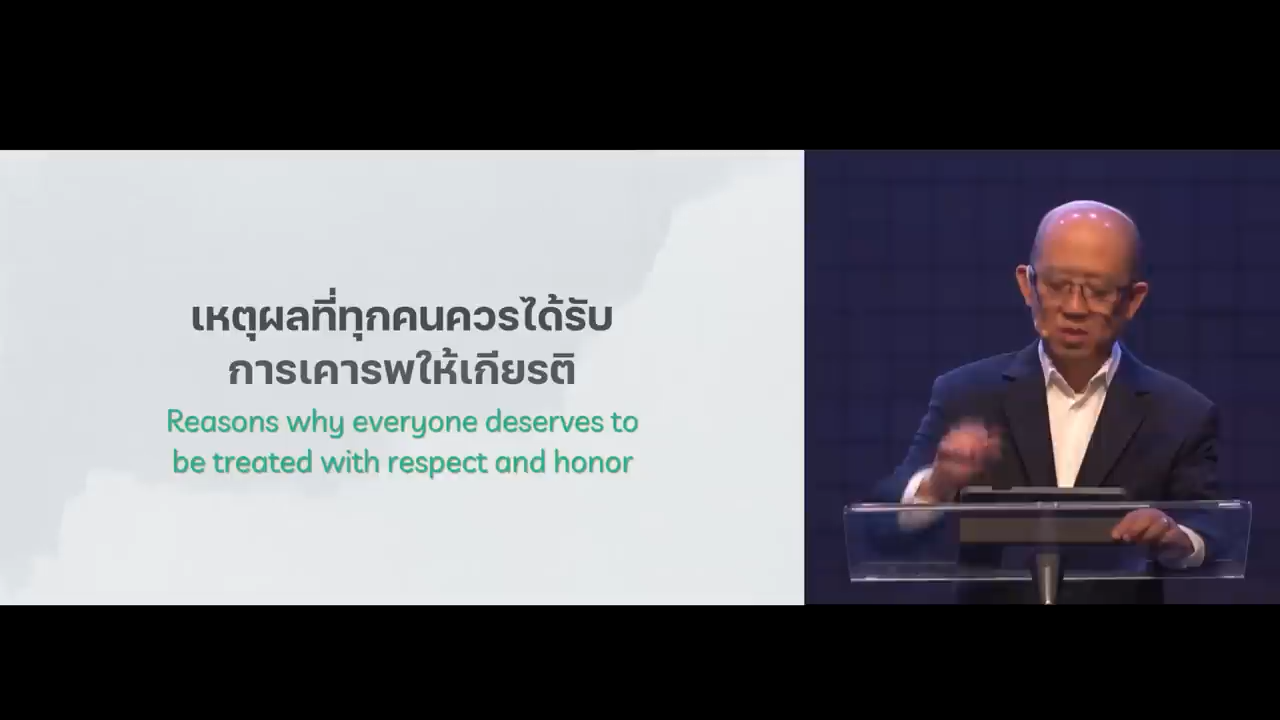 เหตุผลที่ทุกคนควรได้รับ
การเคารพให้เกียรติ
Reasons why everyone deserves to
be treated with respect and honor